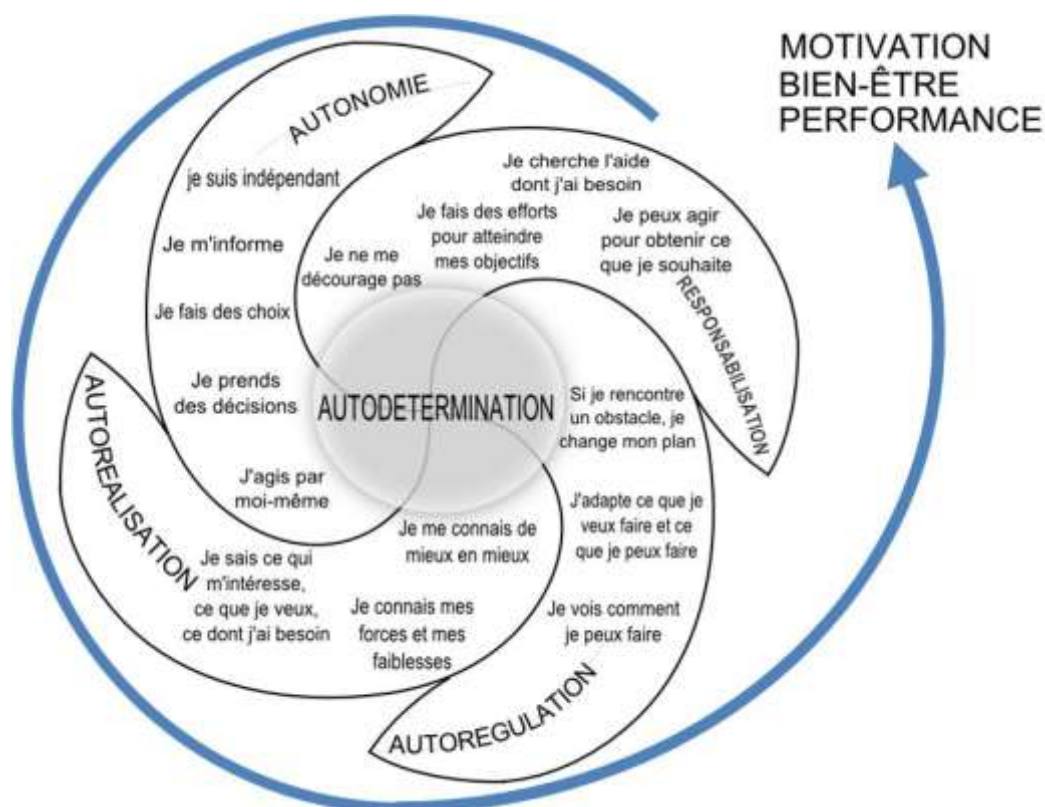 MOTIVATION
BIEN-ÊTRE
PERFORMANCE
AUTONOMIE
je suis indépendant
Je m'informe
Je fais des choix
Je prends
des décisions
J'agis par
moi-même
Je cherche l'aide
dont j'ai besoin
Je fais des efforts
pour atteindre
mes objectifs
Je peux agir
pour obtenir ce
que je souhaite
Je ne me
décourage pas
RESPONSABILISATION
AUTODETERMINATION
Si je rencontre
un obstacle, je
change mon plan
J'adapte ce que je
veux faire et ce
que je peux faire
Je vois comment
je peux faire
AUTOREGULATION
AUTOREALISATION
Je me connais de
mieux en mieux
Je sais ce qui
m'intéresse,
ce que je veux,
ce dont j'ai besoin
Je connais mes
forces et mes
faiblesses